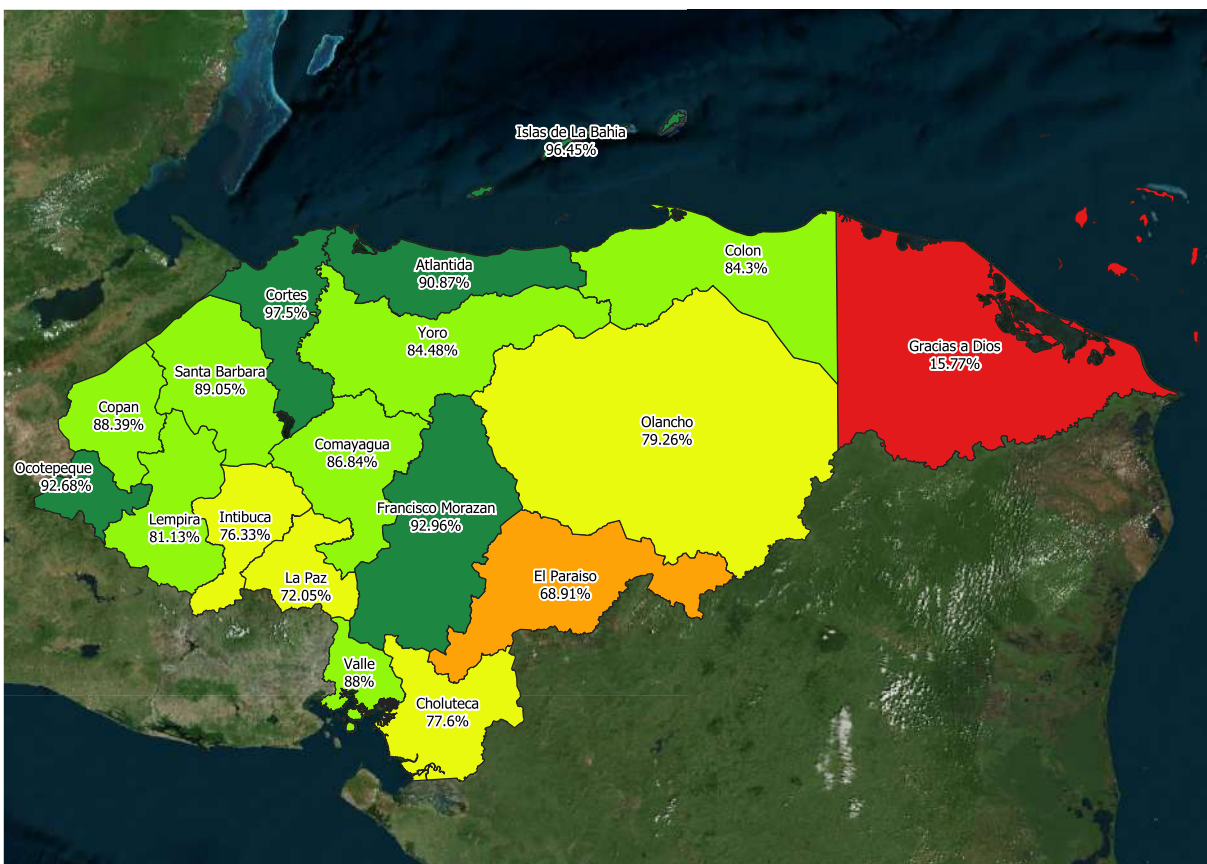 Islas de La Bahia
96.45%
Colon
84.3%
Atlantida
90.87%
Cortes
97.5%
Yoro
84.48%
Gracias a Dios
15.77%
Santa Barbara
89.05%
Copan
88.39%
Olancho
79.26%
Comayagua
86.84%
Ocotepeque
92.68%
Francisco Morazan
92.96%
Lempira
81.13%
Intibuca
76.33%
La Paz
72.05%
El Paraiso
68.91%
Valle
88%
Choluteca
77.6%